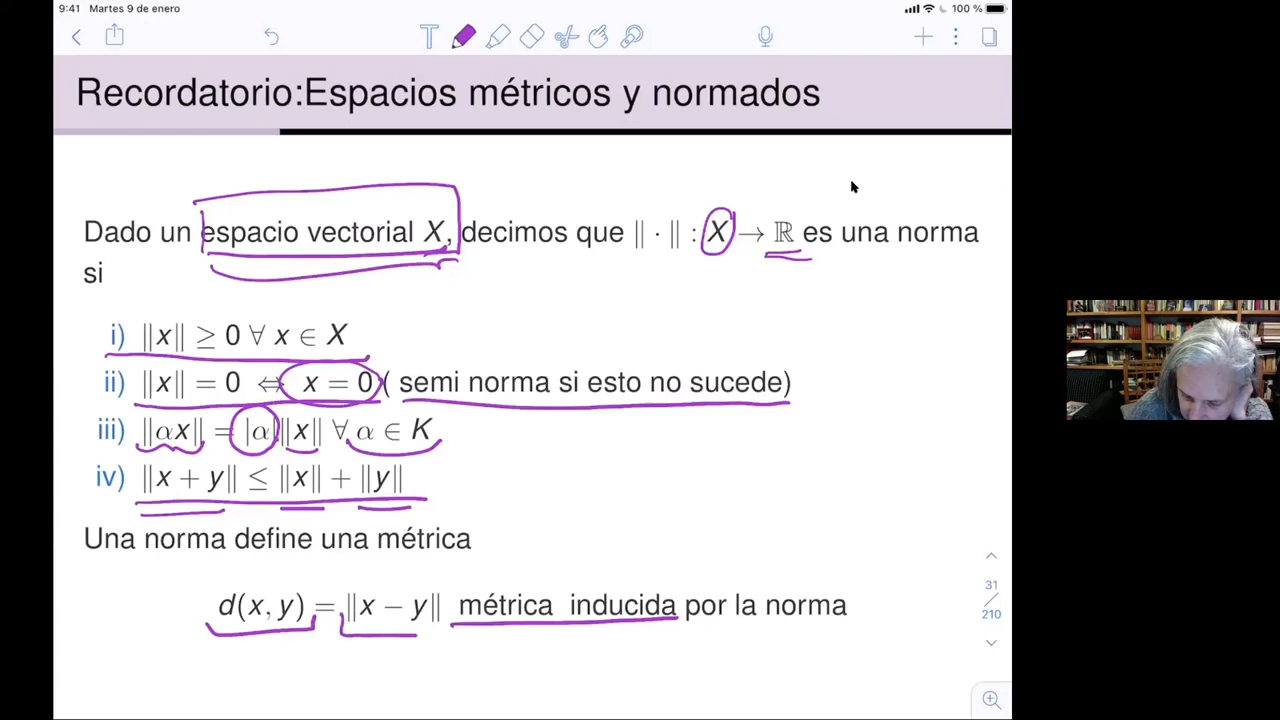 9:41 Martes 9 de enero 100 %
Recordatorio:Espacios métricos y normados
Dado un espacio vectorial X, decimos que ∥ · ∥ : X → ℝ es una norma
si
i) ∥x∥ ≥ 0 ∀ x ∈ X
ii) ∥x∥ = 0 ⇔ x = 0 ( semi norma si esto no sucede)
iii) ∥αx∥ = |α|∥x∥ ∀ α ∈ K
iv) ∥x + y∥ ≤ ∥x∥ + ∥y∥
Una norma define una métrica
d(x, y) = ∥x − y∥ métrica inducida por la norma
31
210